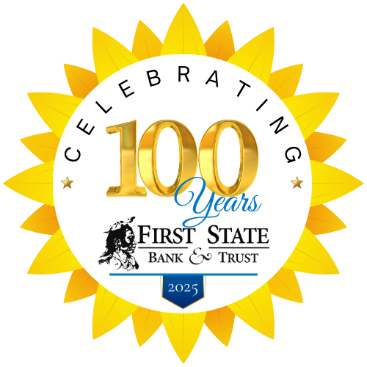 CELEBRATING
100
Years
FIRST STATE
BANK & TRUST
2025